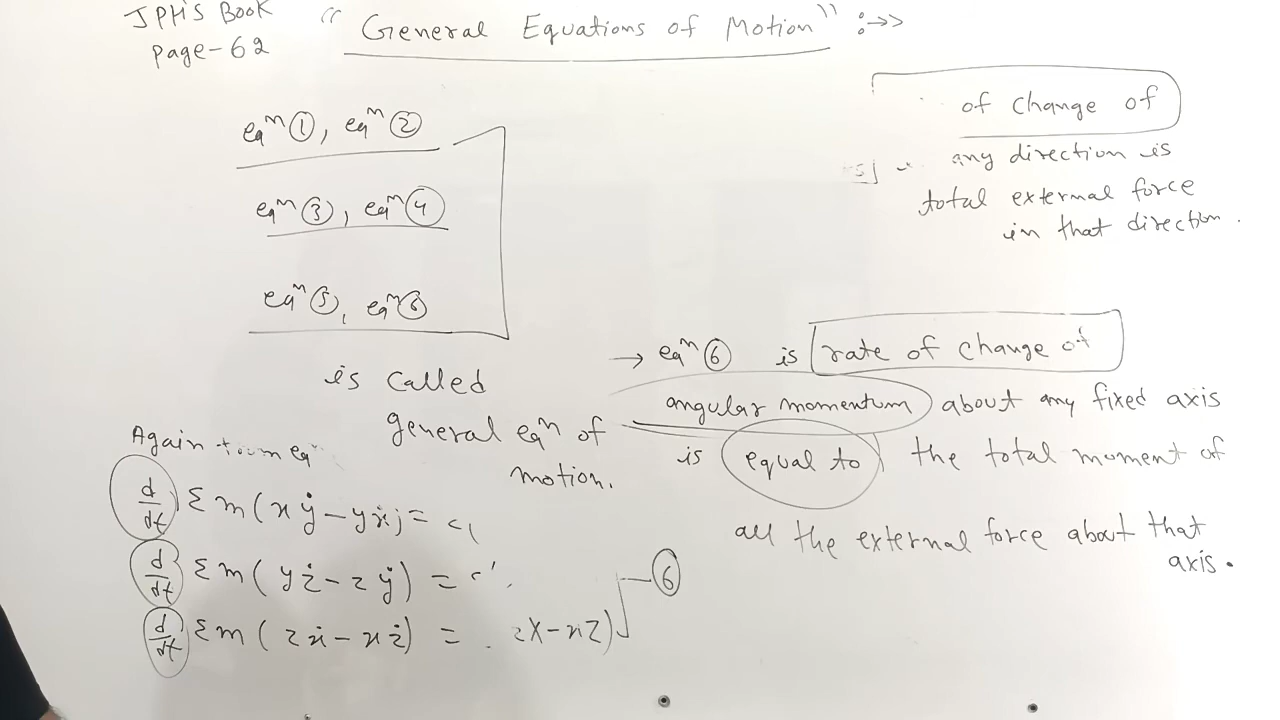 JPH'S BOOK
Page-62
"General Equations of Motion" :→>
eqⁿ ①, eqⁿ ②
eqⁿ ③, eqⁿ ④
eqⁿ ⑤, eqⁿ ⑥
is called
general eqⁿ of
motion.
of change of
any direction is
total external force
in that direction.
→ eqⁿ ⑥ is rate of change of
angular momentum about any fixed axis
is equal to the total moment of
all the external force about that
axis.
Again eqⁿ
d/dt Σm(xẏ-yẋ) =
d/dt Σm(yż-zẏ) =
d/dt Σm(zẋ-xż) = zX-xZ) ⑥